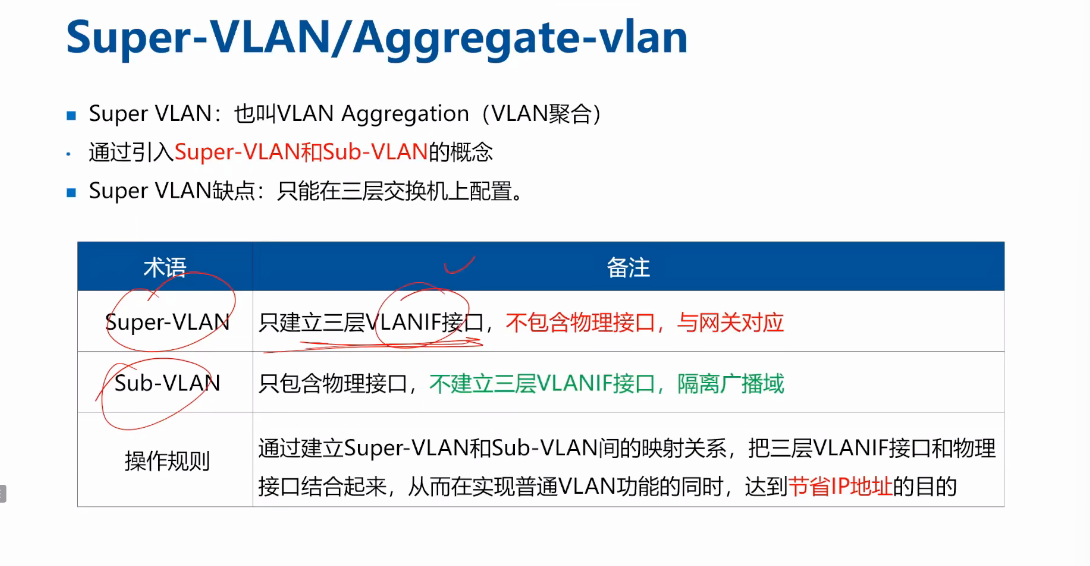 Super-VLAN/Aggregate-vlan
Super VLAN：也叫VLAN Aggregation（VLAN聚合）
通过引入Super-VLAN和Sub-VLAN的概念
Super VLAN缺点：只能在三层交换机上配置。
术语
备注
Super-VLAN
只建立三层VLANIF接口，不包含物理接口，与网关对应
Sub-VLAN
只包含物理接口，不建立三层VLANIF接口，隔离广播域
操作规则
通过建立Super-VLAN和Sub-VLAN间的映射关系，把三层VLANIF接口和物理
接口结合起来，从而在实现普通VLAN功能的同时，达到节省IP地址的目的